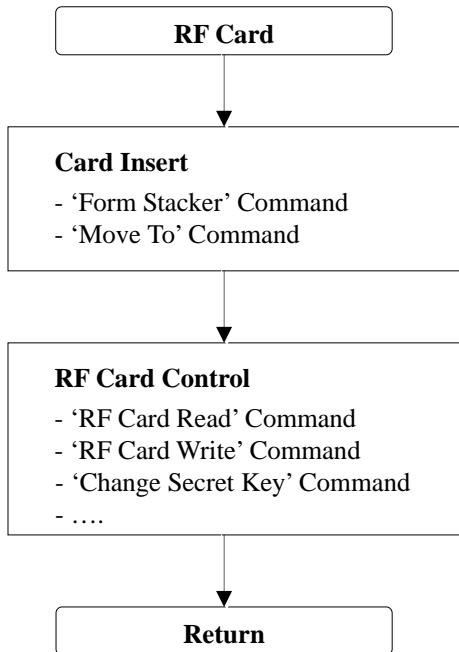 RF Card
Card Insert
- ‘Form Stacker’ Command
- ‘Move To’ Command
RF Card Control
- ‘RF Card Read’ Command
- ‘RF Card Write’ Command
- ‘Change Secret Key’ Command
- ….
Return